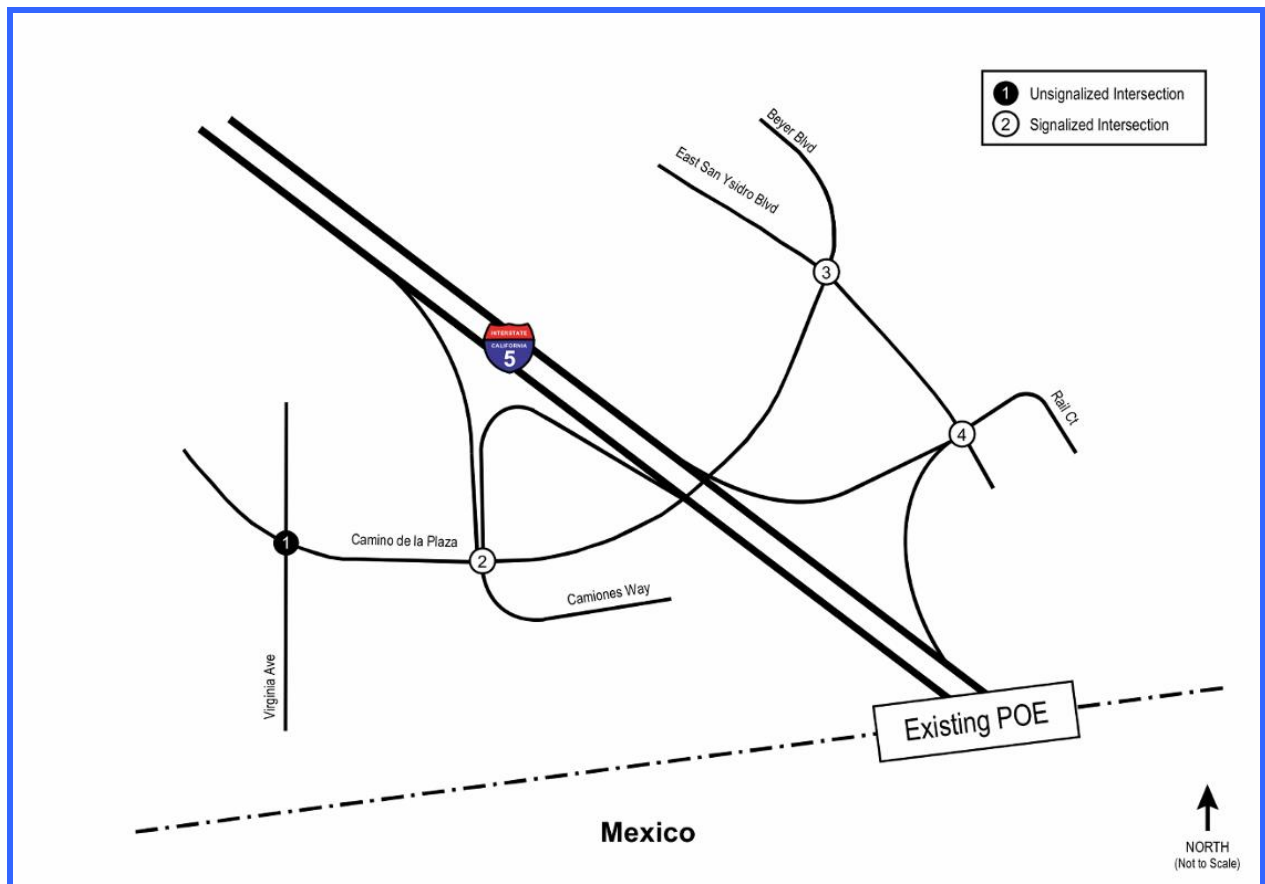 1 Unsignalized Intersection
2 Signalized Intersection
Beyer Blvd
East San Ysidro Blvd
3
INTERSTATE
CALIFORNIA
5
Rail Ct
4
1
Camino de la Plaza
2
Camiones Way
Virginia Ave
Existing POE
Mexico
NORTH
(Not to Scale)